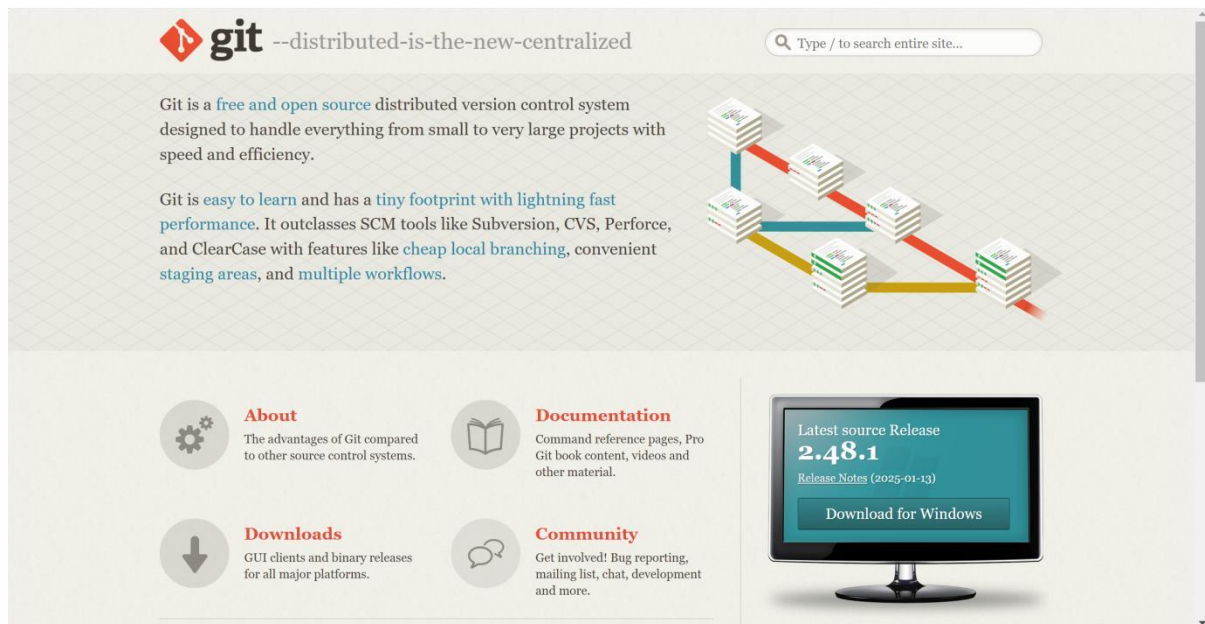 git --distributed-is-the-new-centralized
Type / to search entire site...
Git is a free and open source distributed version control system
designed to handle everything from small to very large projects with
speed and efficiency.
Git is easy to learn and has a tiny footprint with lightning fast
performance. It outclasses SCM tools like Subversion, CVS, Perforce,
and ClearCase with features like cheap local branching, convenient
staging areas, and multiple workflows.
About
The advantages of Git compared
to other source control systems.
Documentation
Command reference pages, Pro
Git book content, videos and
other material.
Downloads
GUI clients and binary releases
for all major platforms.
Community
Get involved! Bug reporting,
mailing list, chat, development
and more.
Latest source Release
2.48.1
Release Notes (2025-01-13)
Download for Windows